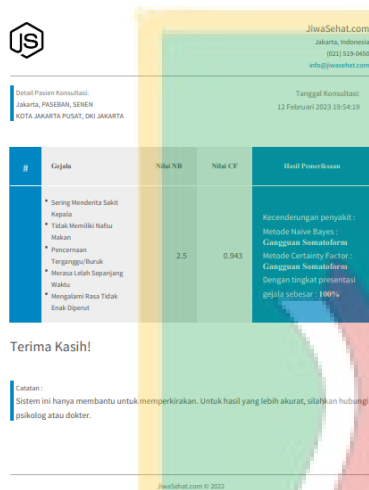 JS
JiwaSehat.com
Jakarta, Indonesia
(021) 519-0450
info@jiwasehat.com
Detail Pasien Konsultasi:
Jakarta, PASEBAN, SENEN
KOTA JAKARTA PUSAT, DKI JAKARTA
Tanggal Konsultasi:
12 Februari 2023 19:54:19
# Gejala Nilai NB Nilai CF Hasil Pemeriksaan
Sering Menderita Sakit
Kepala
Tidak Memiliki Nafsu
Makan
Pencernaan
Terganggu/Buruk
Merasa Lelah Sepanjang
Waktu
Mengalami Rasa Tidak
Enak Diperut
2.5
0.943
Kecenderungan penyakit :
Metode Naive Bayes :
Gangguan Somatoform
Metode Certainty Factor :
Gangguan Somatoform
Dengan tingkat presentasi
gejala sebesar : 100%
Terima Kasih!
Catatan :
Sistem ini hanya membantu untuk memperkirakan. Untuk hasil yang lebih akurat, silahkan hubungi
psikolog atau dokter.
JiwaSehat.com © 2022